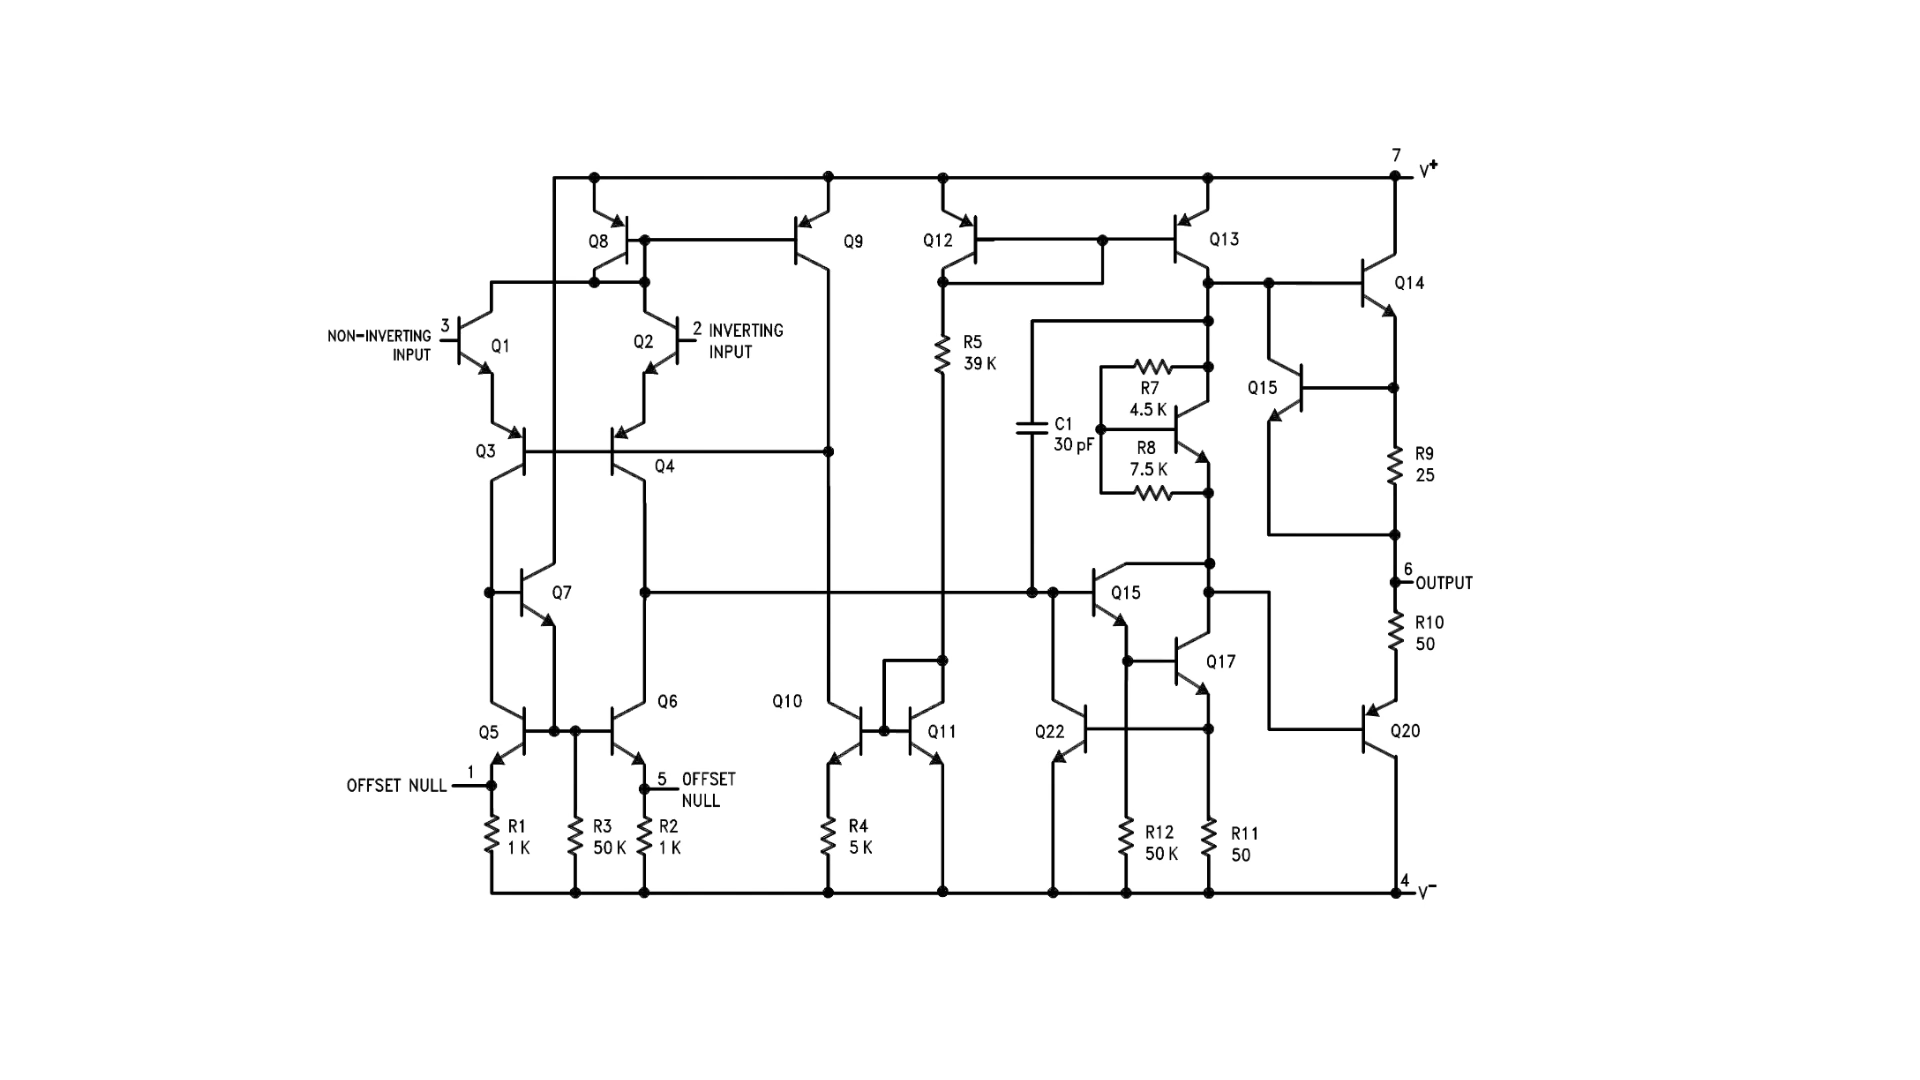 7
V+
Q8
Q9
Q12
Q13
Q14
NON-INVERTING
INPUT
3
Q1
Q2
2
INVERTING
INPUT
R5
39 K
R7
4.5 K
Q15
C1
30 pF
R8
7.5 K
R9
25
Q3
Q4
Q7
Q15
6
OUTPUT
R10
50
Q17
Q5
Q6
Q10
Q11
Q22
Q20
OFFSET NULL
1
5
OFFSET
NULL
R1
1 K
R3
50 K
R2
1 K
R4
5 K
R12
50 K
R11
50
4
V−